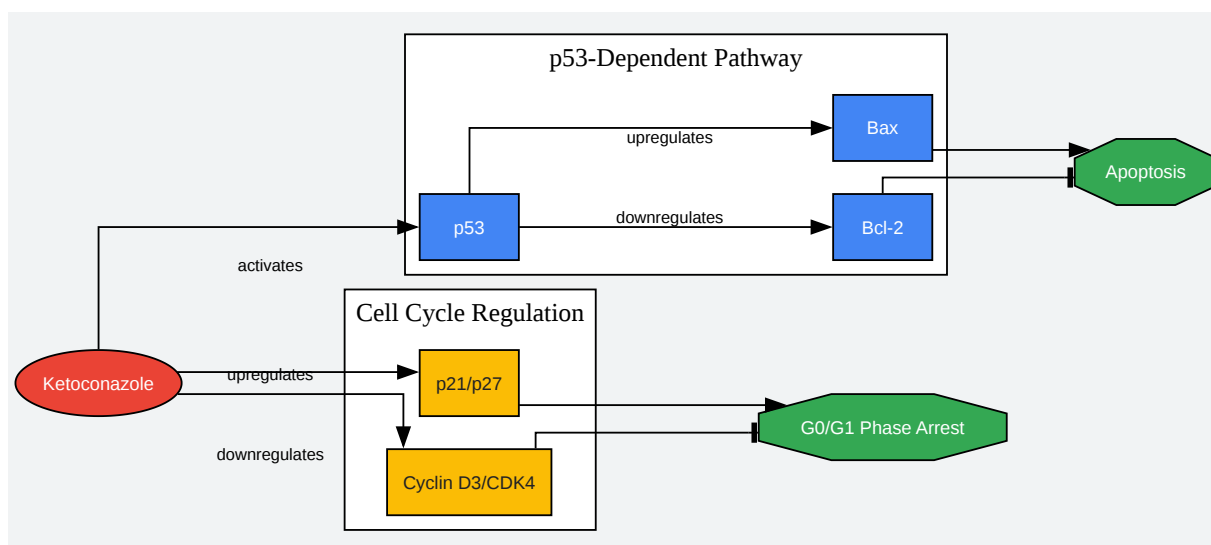 p53-Dependent Pathway
Bax
upregulates
Apoptosis
p53
downregulates
Bcl-2
activates
Cell Cycle Regulation
Ketoconazole
upregulates
p21/p27
G0/G1 Phase Arrest
downregulates
Cyclin D3/CDK4